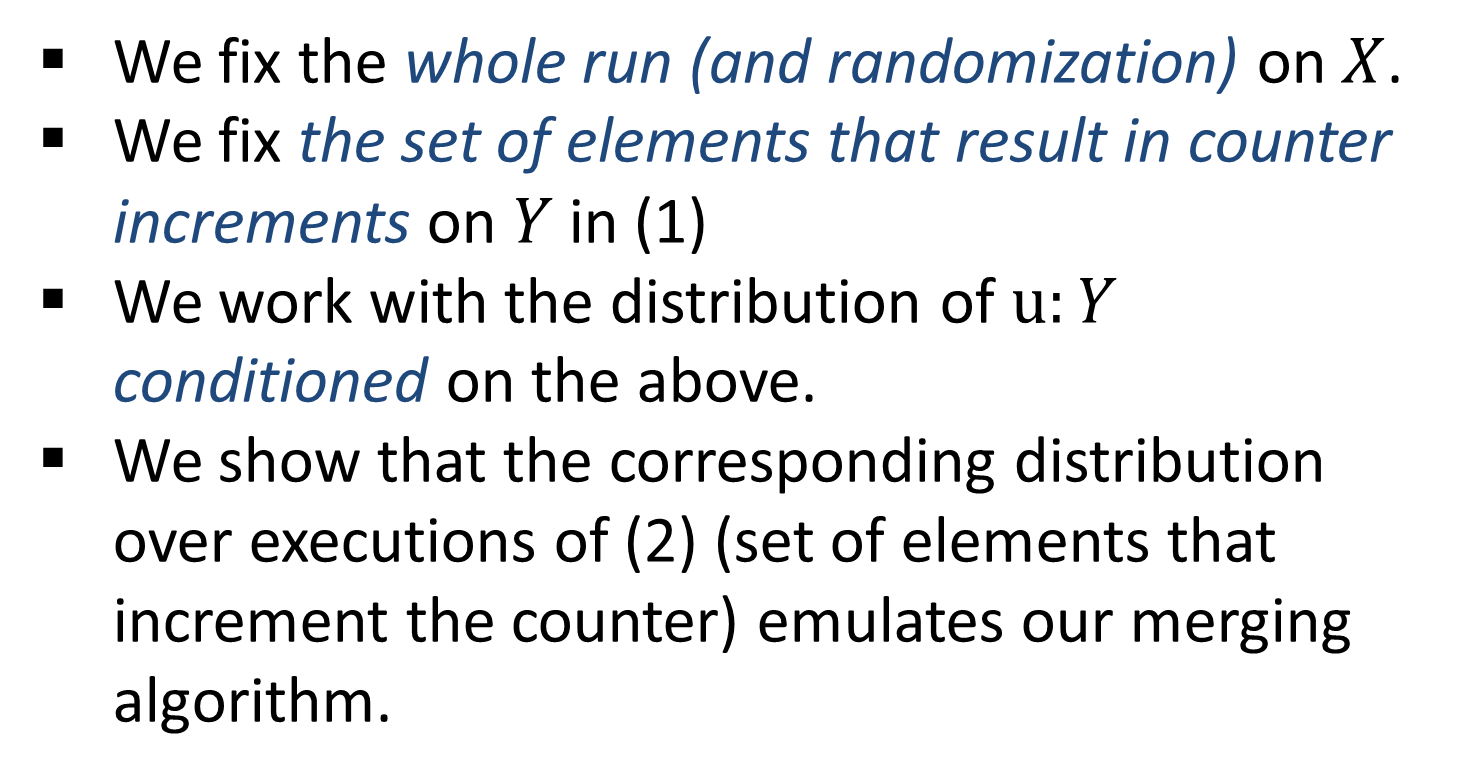 ▪ We fix the whole run (and randomization) on X.
▪ We fix the set of elements that result in counter
increments on Y in (1)
▪ We work with the distribution of u: Y
conditioned on the above.
▪ We show that the corresponding distribution
over executions of (2) (set of elements that
increment the counter) emulates our merging
algorithm.